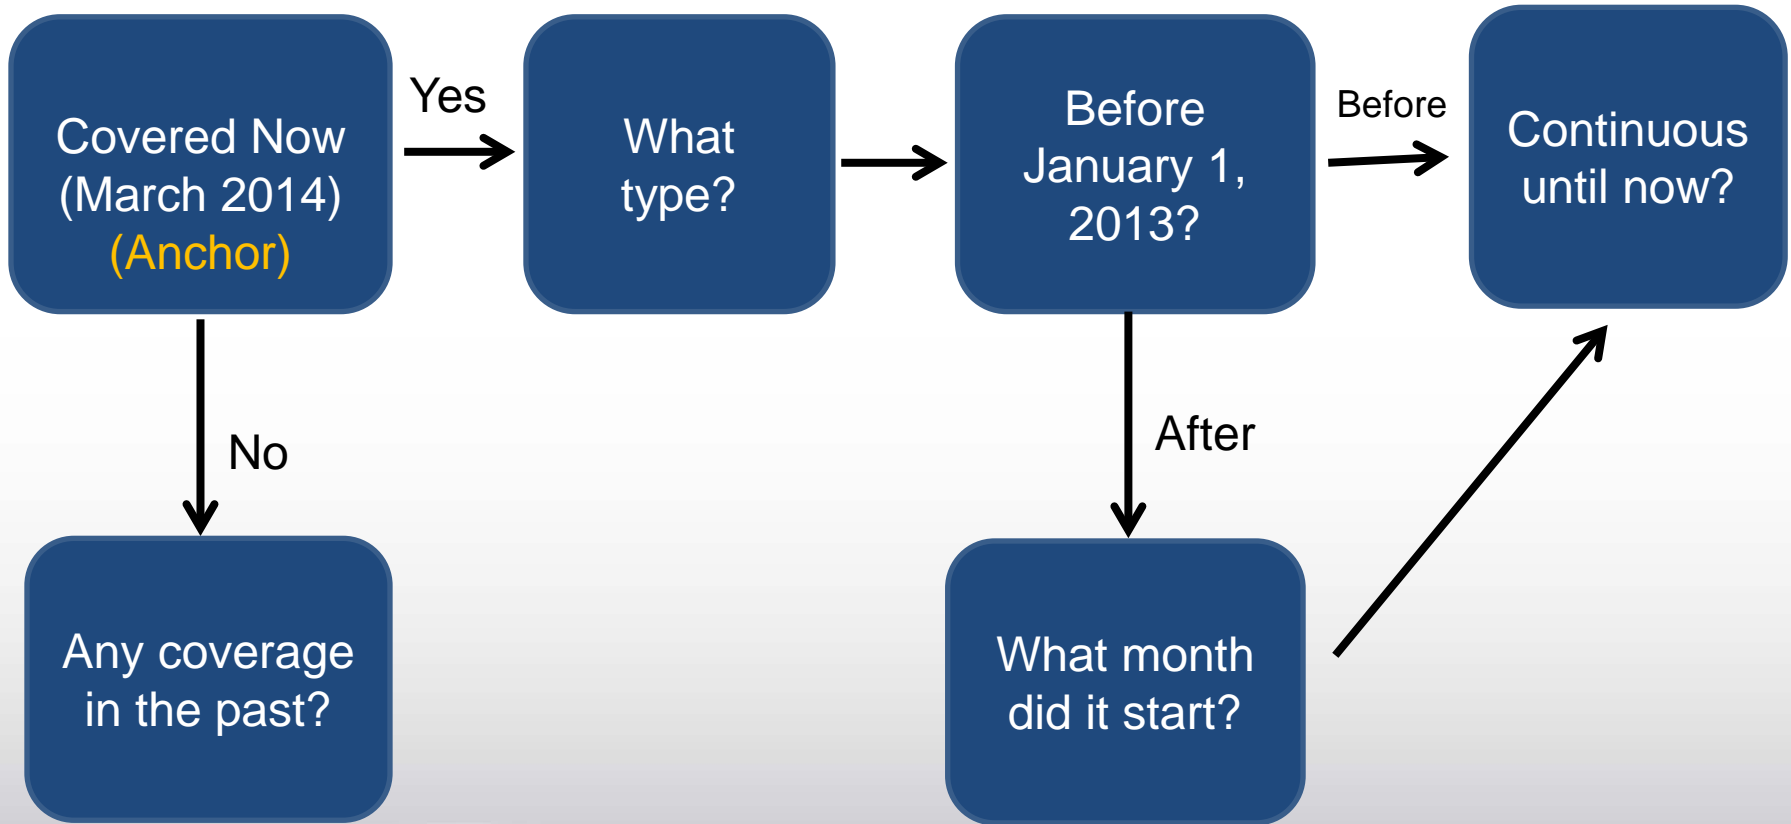 Covered Now
(March 2014)
(Anchor)
Yes
What
type?
Before
January 1,
2013?
Before
Continuous
until now?
No
After
Any coverage
in the past?
What month
did it start?